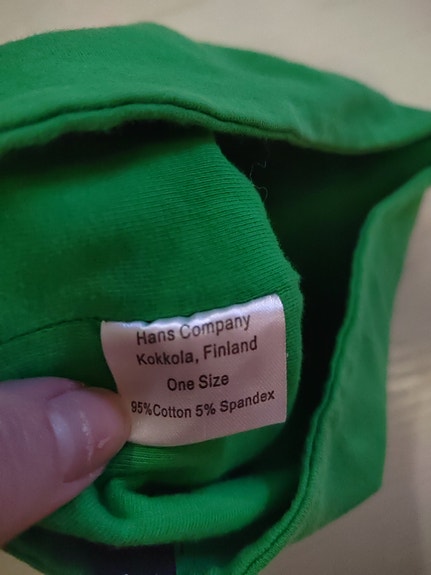 Hans Company
Kokkola, Finland
One Size
95%Cotton 5% Spandex